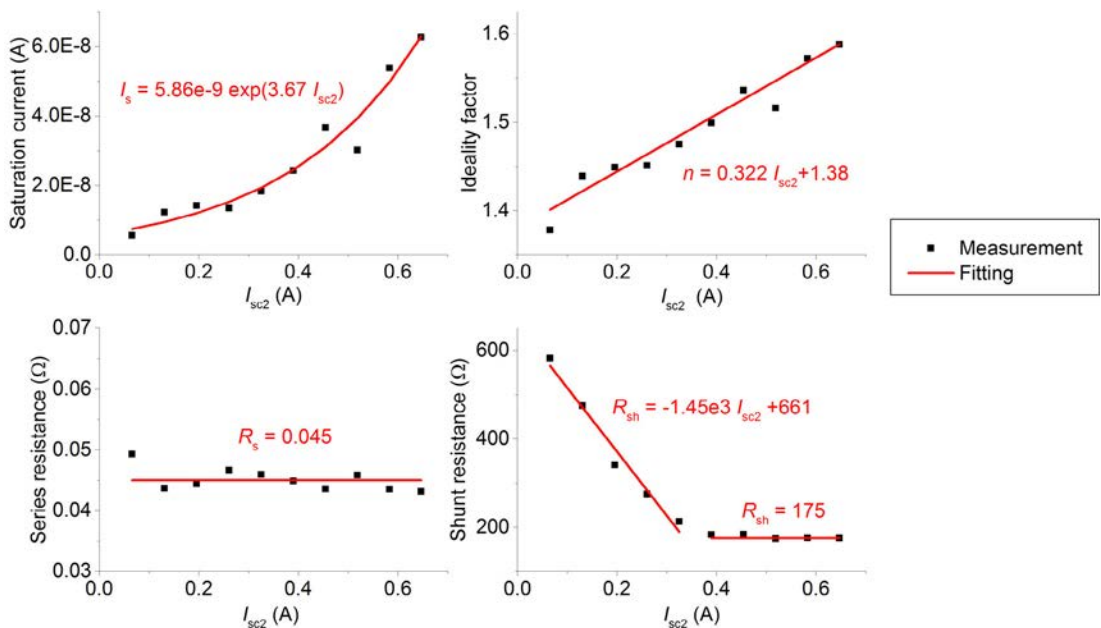 6.0E-8
4.0E-8
2.0E-8
0.0
Saturation current (A)
Is = 5.86e-9 exp(3.67 Isc2)
0.0 0.2 0.4 0.6
Isc2 (A)
1.6
1.5
1.4
Ideality factor
n = 0.322 Isc2+1.38
0.0 0.2 0.4 0.6
Isc2 (A)
Measurement
Fitting
0.07
0.06
0.05
0.04
0.03
Series resistance (Ω)
Rs = 0.045
0.0 0.2 0.4 0.6
Isc2 (A)
600
400
200
Shunt resistance (Ω)
Rsh = -1.45e3 Isc2 +661
Rsh = 175
0.0 0.2 0.4 0.6
Isc2 (A)